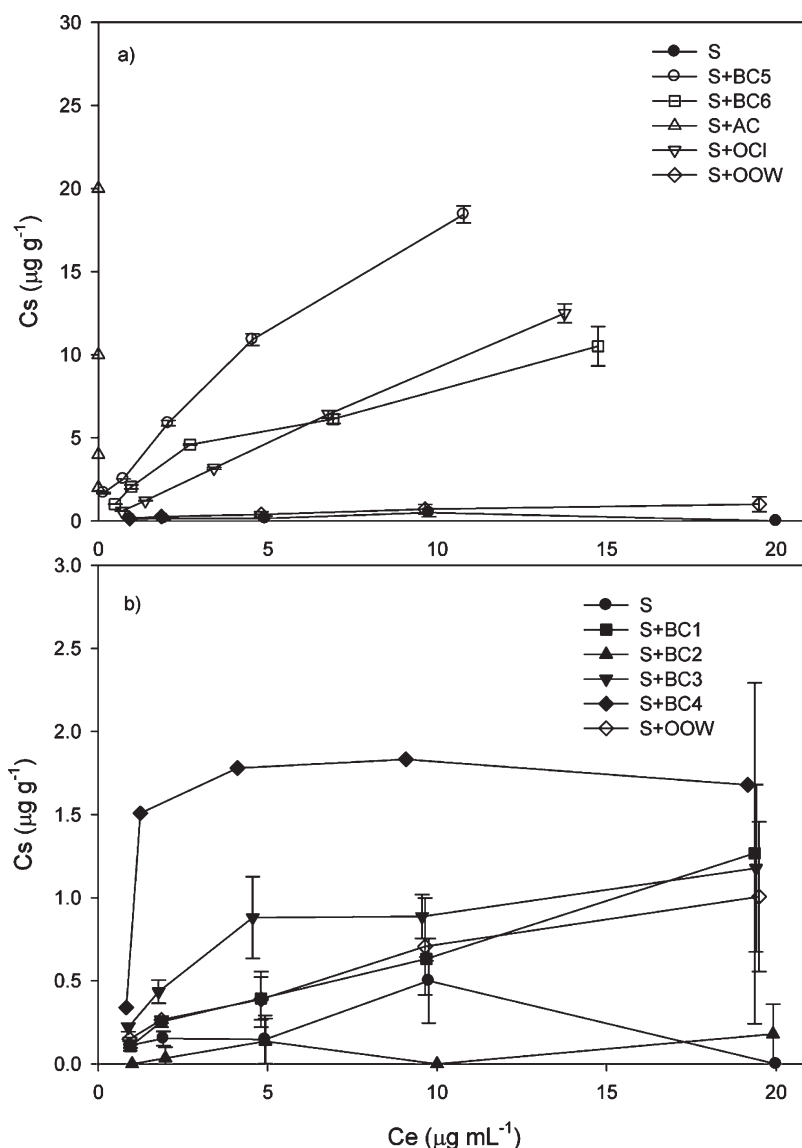 a)
S
S+BC5
S+BC6
S+AC
S+OCl
S+OOW
30
25
20
15
10
5
0
Cs (µg g⁻¹)
0 5 10 15 20
b)
S
S+BC1
S+BC2
S+BC3
S+BC4
S+OOW
3.0
2.5
2.0
1.5
1.0
0.5
0.0
Cs (µg g⁻¹)
0 5 10 15 20
Ce (µg mL⁻¹)